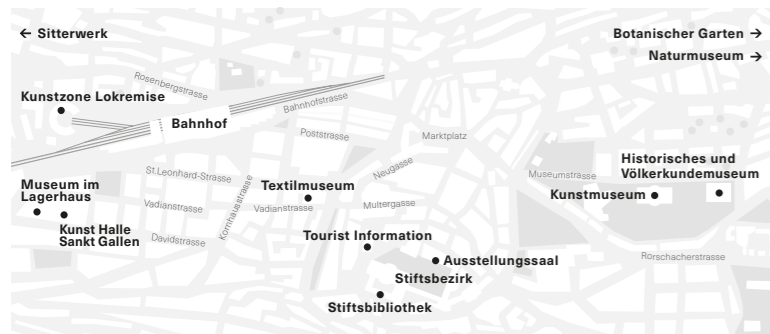 ← Sitterwerk
Botanischer Garten →
Naturmuseum →
Rosenbergstrasse
Kunstzone Lokremise
Bahnhofstrasse
Bahnhof
Poststrasse
Marktplatz
Neugasse
St.Leonhard-Strasse
Museumstrasse
Historisches und
Völkerkundemuseum
Museum im
Lagerhaus
Textilmuseum
Kunstmuseum
Vadianstrasse
Kornhausstrasse
Vadianstrasse
Multergasse
Kunst Halle
Sankt Gallen
Davidstrasse
Tourist Information
Ausstellungssaal
Rorschacherstrasse
Stiftsbezirk
Stiftsbibliothek